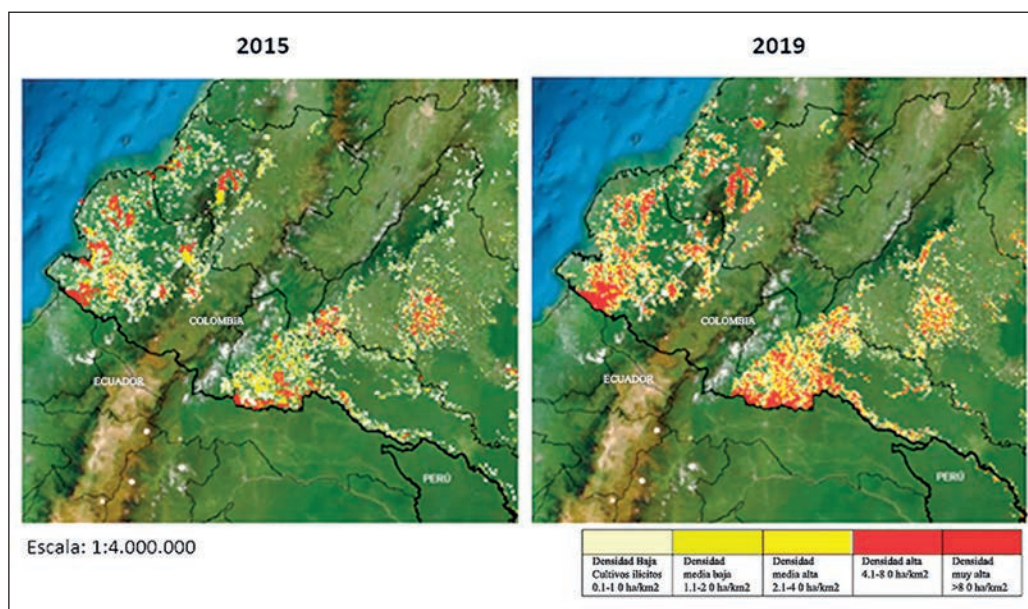 2015
2019
COLOMBIA
ECUADOR
PERÚ
COLOMBIA
ECUADOR
PERÚ
Escala: 1:4.000.000
Densidad Baja
Cultivos ilícitos
0.1-1 0 ha/km2
Densidad
media baja
1.1-2 0 ha/km2
Densidad
media alta
2.1-4 0 ha/km2
Densidad alta
4.1-8 0 ha/km2
Densidad
muy alta
>8 0 ha/km2